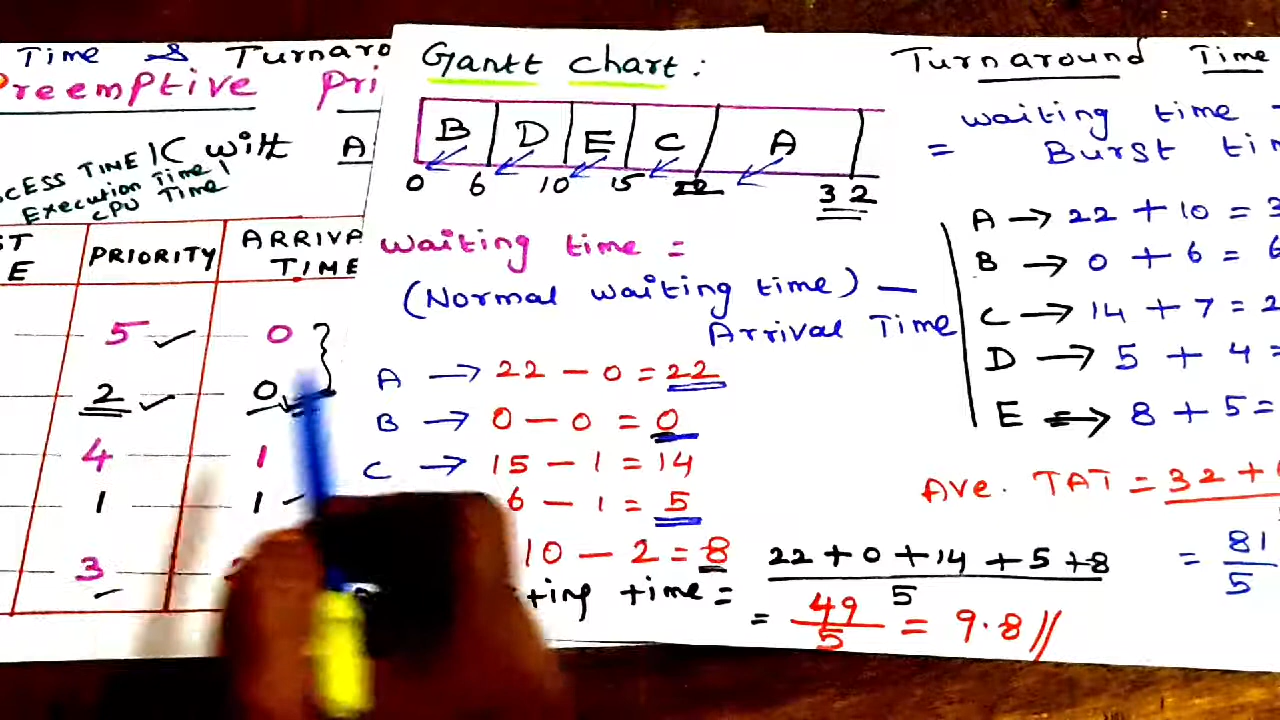 Time & Turnaro
Preemptive Pri
CESS TIME | C with A
Execution Time |
CPU Time
ST
E
PRIORITY
ARRIVA
TIME
5 0
2 0
4 1
1 1
3
Gantt chart :
B D E C A
0 6 10 15 22 32
Waiting time =
(Normal waiting time) —
Arrival Time
A → 22 - 0 = 22
B → 0 - 0 = 0
C → 15 - 1 = 14
6 - 1 = 5
10 - 2 = 8
ting time =
22 + 0 + 14 + 5 + 8
5
= 49
5
= 9.8 //
Turnaround Time
= waiting time
Burst tim
A → 22 + 10 = 3
B → 0 + 6 = 6
C → 14 + 7 = 2
D → 5 + 4 =
E → 8 + 5 =
Ave. TAT = 32 +
= 81
5